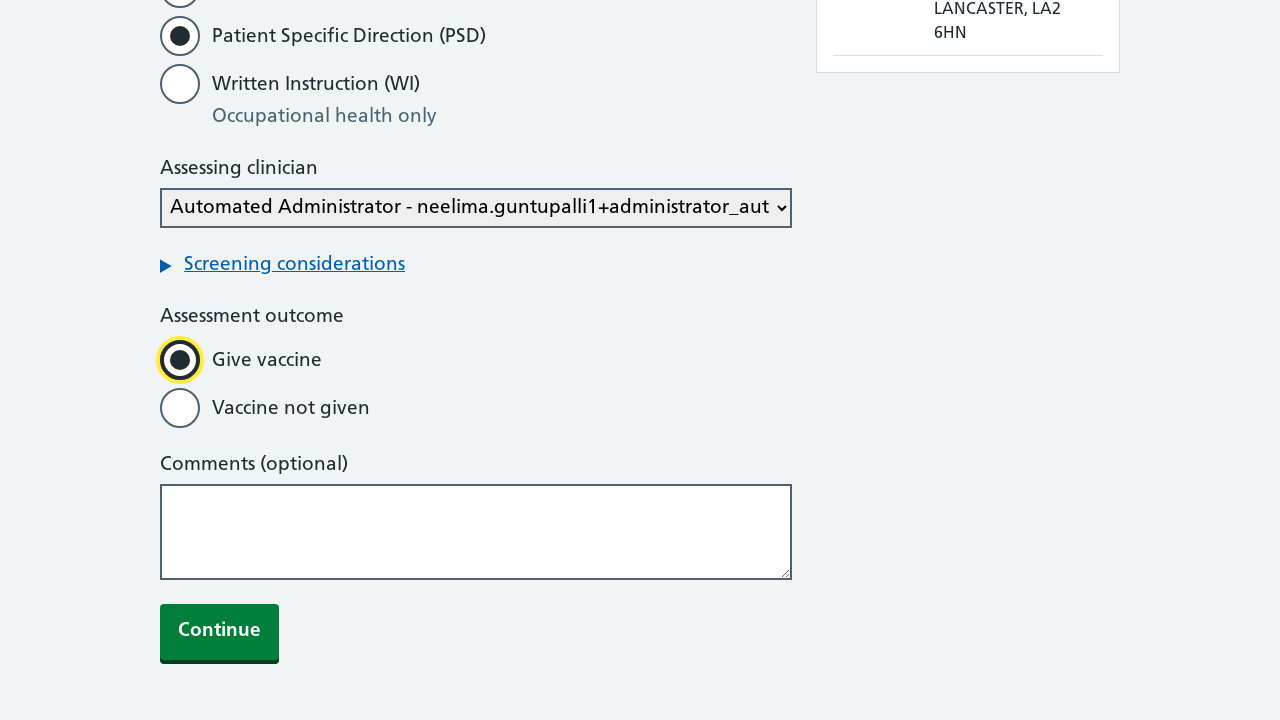 LANCASTER, LA2
6HN
Patient Specific Direction (PSD)
Written Instruction (WI)
Occupational health only
Assessing clinician
Automated Administrator - neelima.guntupalli1+administrator_aut
Screening considerations
Assessment outcome
Give vaccine
Vaccine not given
Comments (optional)
Continue